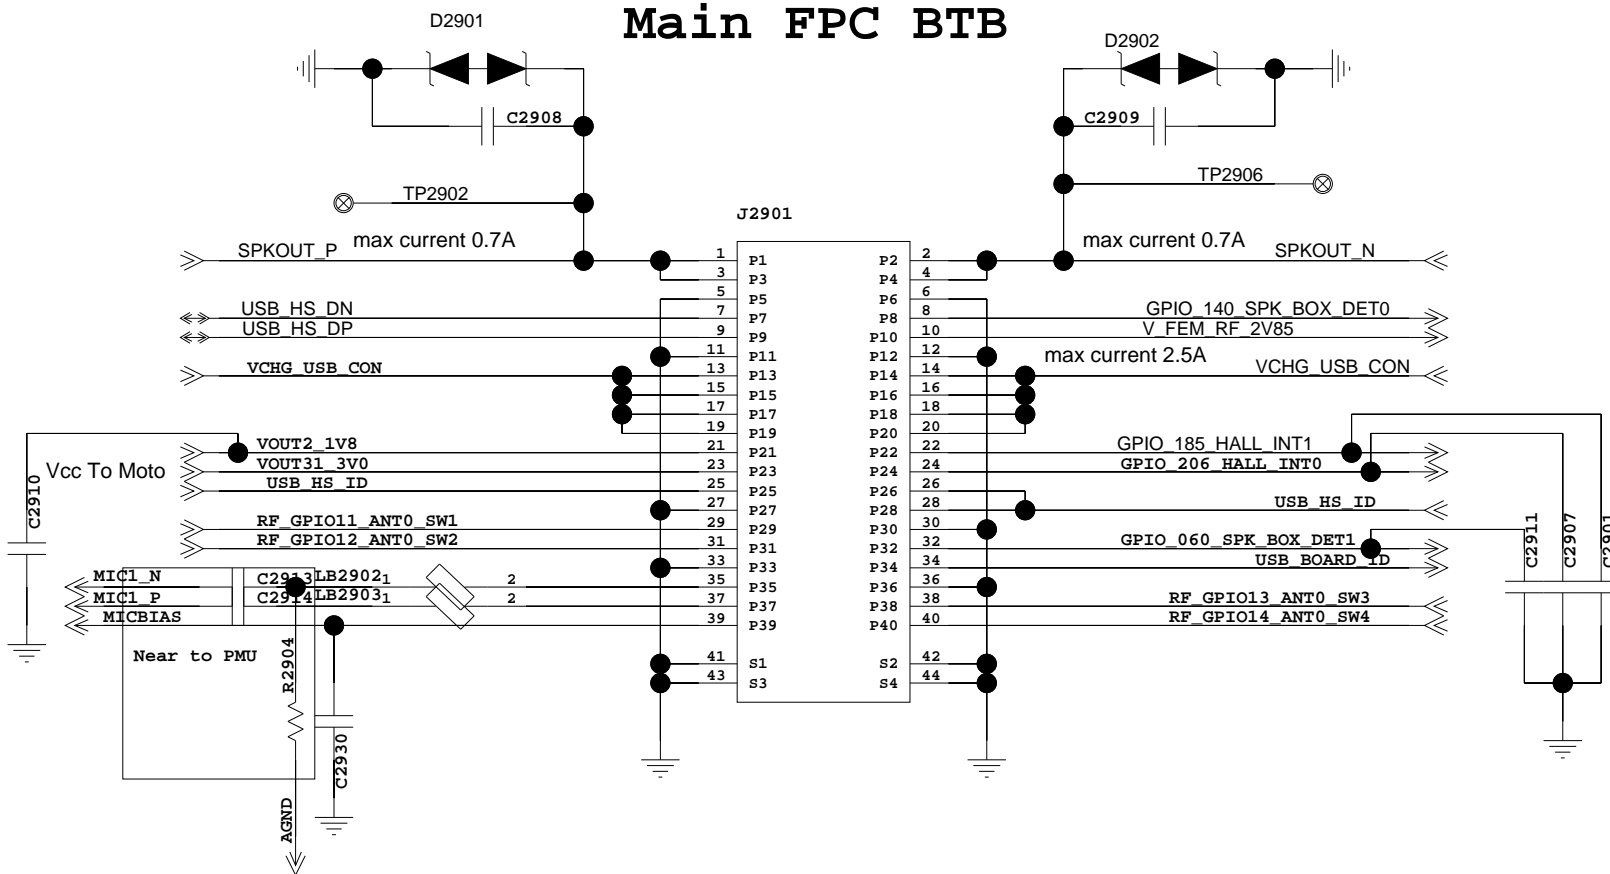 Main FPC BTB
D2901
D2902
C2908
C2909
TP2902
TP2906
J2901
SPKOUT_P
max current 0.7A
1 P1
P2 2
max current 0.7A
SPKOUT_N
3 P3
P4 4
5 P5
P6 6
USB_HS_DN
7 P7
P8 8
GPIO_140_SPK_BOX_DET0
USB_HS_DP
9 P9
P10 10
V_FEM_RF_2V85
11 P11
P12 12
max current 2.5A
VCHG_USB_CON
13 P13
P14 14
VCHG_USB_CON
15 P15
P16 16
17 P17
P18 18
19 P19
P20 20
VOUT2_1V8
21 P21
P22 22
GPIO_185_HALL_INT1
Vcc To Moto
VOUT31_3V0
23 P23
P24 24
GPIO_206_HALL_INT0
USB_HS_ID
25 P25
P26 26
C2910
27 P27
P28 28
USB_HS_ID
RF_GPIO11_ANT0_SW1
29 P29
P30 30
RF_GPIO12_ANT0_SW2
31 P31
P32 32
GPIO_060_SPK_BOX_DET1
33 P33
P34 34
USB_BOARD_ID
C2911
C2907
C2901
MIC1_N
C2913
LB2902
1
2
35 P35
P36 36
MIC1_P
C2914
LB2903
1
2
37 P37
P38 38
RF_GPIO13_ANT0_SW3
MICBIAS
39 P39
P40 40
RF_GPIO14_ANT0_SW4
Near to PMU
R2904
41 S1
S2 42
43 S3
S4 44
C2930
AGND